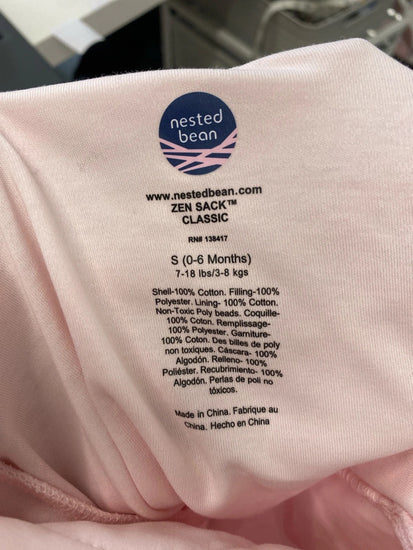 nested
bean
www.nestedbean.com
ZEN SACK™
CLASSIC
RN# 138417
S (0-6 Months)
7-18 lbs/3-8 kgs
Shell-100% Cotton. Filling-100%
Polyester. Lining- 100% Cotton.
Non-Toxic Poly beads. Coquille-
100% Coton. Remplissage-
100% Polyester. Garniture-
100% Coton. Des billes de poly
non toxiques. Cáscara- 100%
Algodón. Relleno- 100%
Poliéster. Recubrimiento- 100%
Algodón. Perlas de poli no
tóxicos.
Made in China. Fabrique au
China. Hecho en China